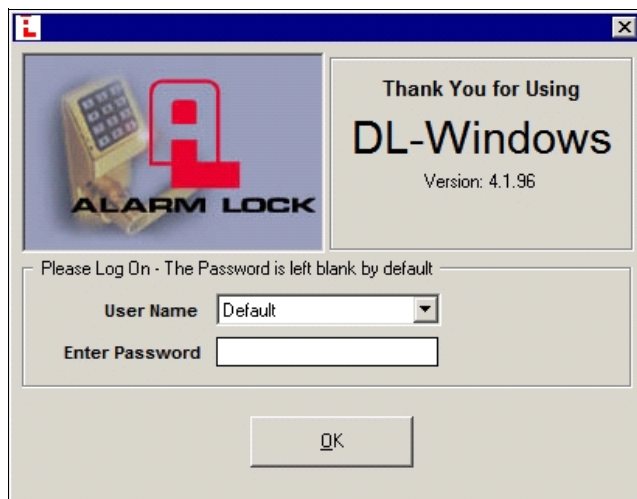 ALARM LOCK
Thank You for Using
DL-Windows
Version: 4.1.96
Please Log On - The Password is left blank by default
User Name
Default
Enter Password
OK